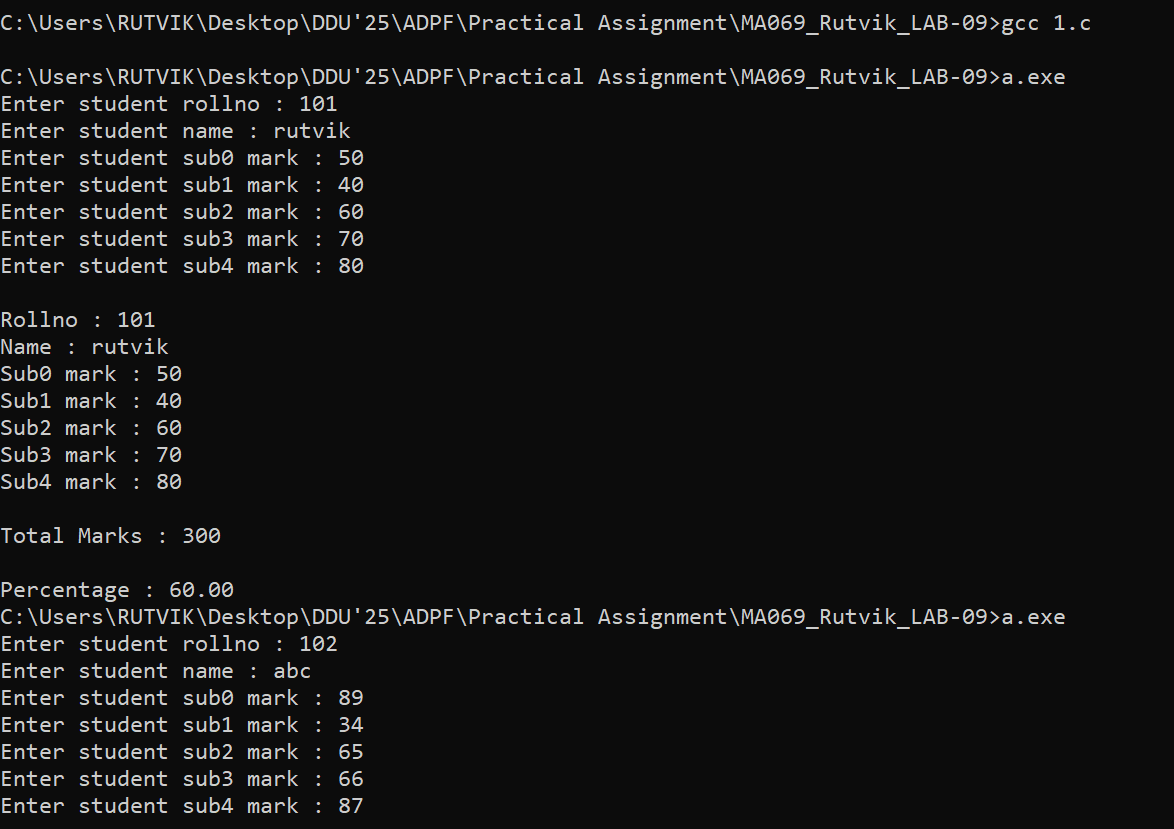 C:\Users\RUTVIK\Desktop\DDU'25\ADPF\Practical Assignment\MA069_Rutvik_LAB-09>gcc 1.c
C:\Users\RUTVIK\Desktop\DDU'25\ADPF\Practical Assignment\MA069_Rutvik_LAB-09>a.exe
Enter student rollno : 101
Enter student name : rutvik
Enter student sub0 mark : 50
Enter student sub1 mark : 40
Enter student sub2 mark : 60
Enter student sub3 mark : 70
Enter student sub4 mark : 80
Rollno : 101
Name : rutvik
Sub0 mark : 50
Sub1 mark : 40
Sub2 mark : 60
Sub3 mark : 70
Sub4 mark : 80
Total Marks : 300
Percentage : 60.00
C:\Users\RUTVIK\Desktop\DDU'25\ADPF\Practical Assignment\MA069_Rutvik_LAB-09>a.exe
Enter student rollno : 102
Enter student name : abc
Enter student sub0 mark : 89
Enter student sub1 mark : 34
Enter student sub2 mark : 65
Enter student sub3 mark : 66
Enter student sub4 mark : 87